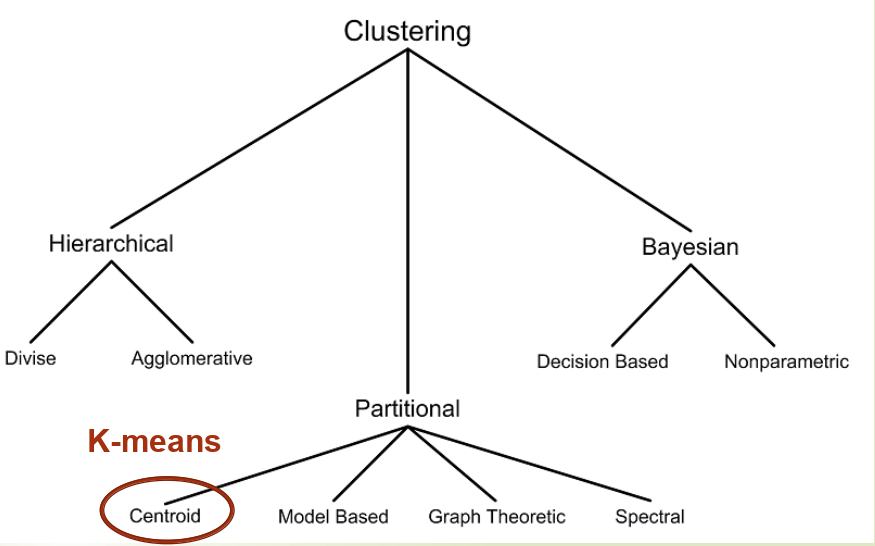 Clustering
Hierarchical
Bayesian
Divise
Agglomerative
Decision Based
Nonparametric
Partitional
K-means
Centroid
Model Based
Graph Theoretic
Spectral